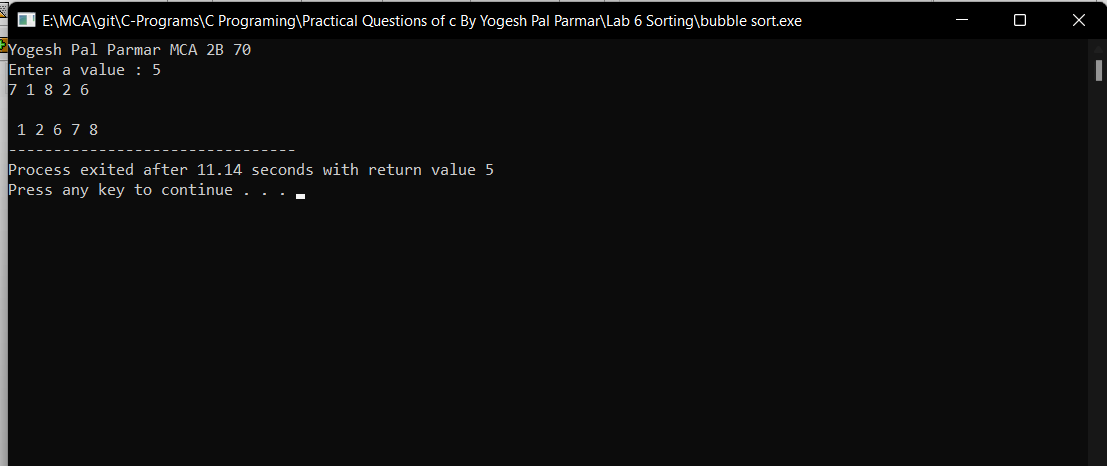 E:\MCA\git\C-Programs\C Programing\Practical Questions of c By Yogesh Pal Parmar\Lab 6 Sorting\bubble sort.exe
Yogesh Pal Parmar MCA 2B 70
Enter a value : 5
7 1 8 2 6
1 2 6 7 8
--------------------------------
Process exited after 11.14 seconds with return value 5
Press any key to continue . . .